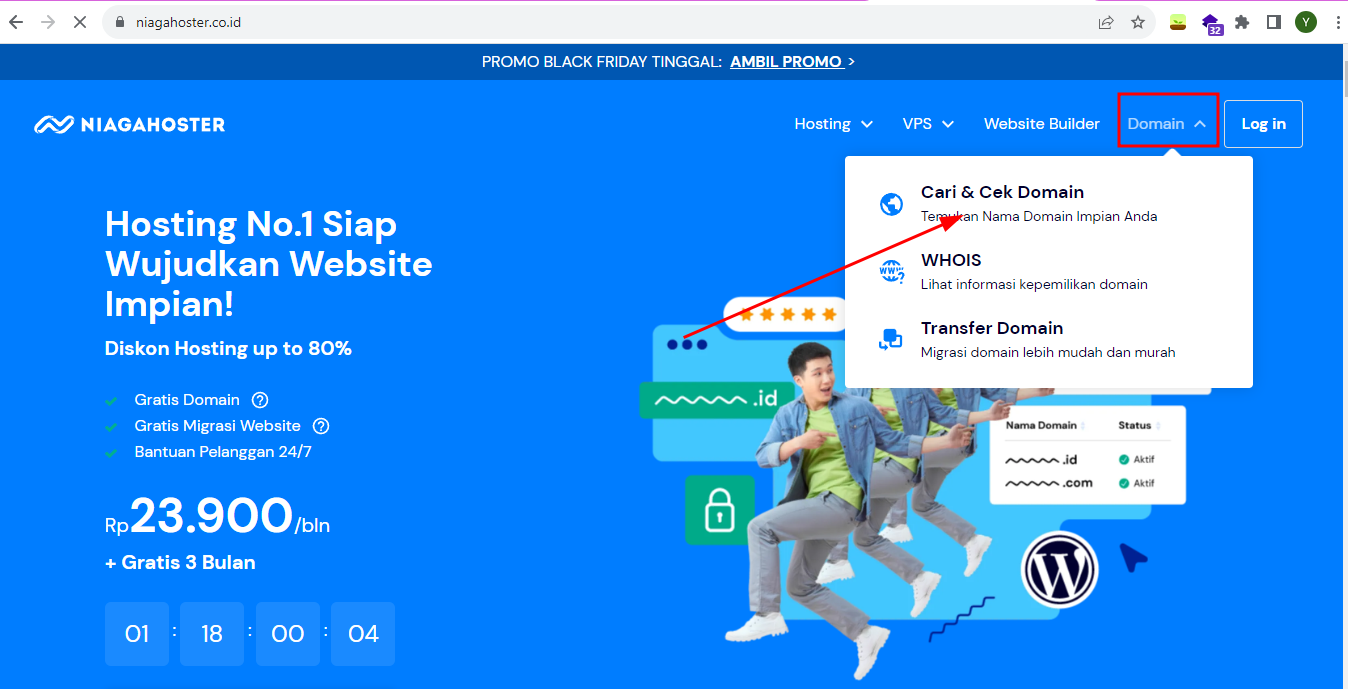 niagahoster.co.id
32
Y
PROMO BLACK FRIDAY TINGGAL: AMBIL PROMO >
NIAGAHOSTER
Hosting
VPS
Website Builder
Domain
Log in
Cari & Cek Domain
Temukan Nama Domain Impian Anda
WHOIS
Lihat informasi kepemilikan domain
Transfer Domain
Migrasi domain lebih mudah dan murah
Hosting No.1 Siap
Wujudkan Website
Impian!
Diskon Hosting up to 80%
Gratis Domain ?
Gratis Migrasi Website ?
Bantuan Pelanggan 24/7
Rp23.900/bln
+ Gratis 3 Bulan
01 : 18 : 00 : 04
.id
Nama Domain Status
.id Aktif
.com Aktif
WWW ?
W